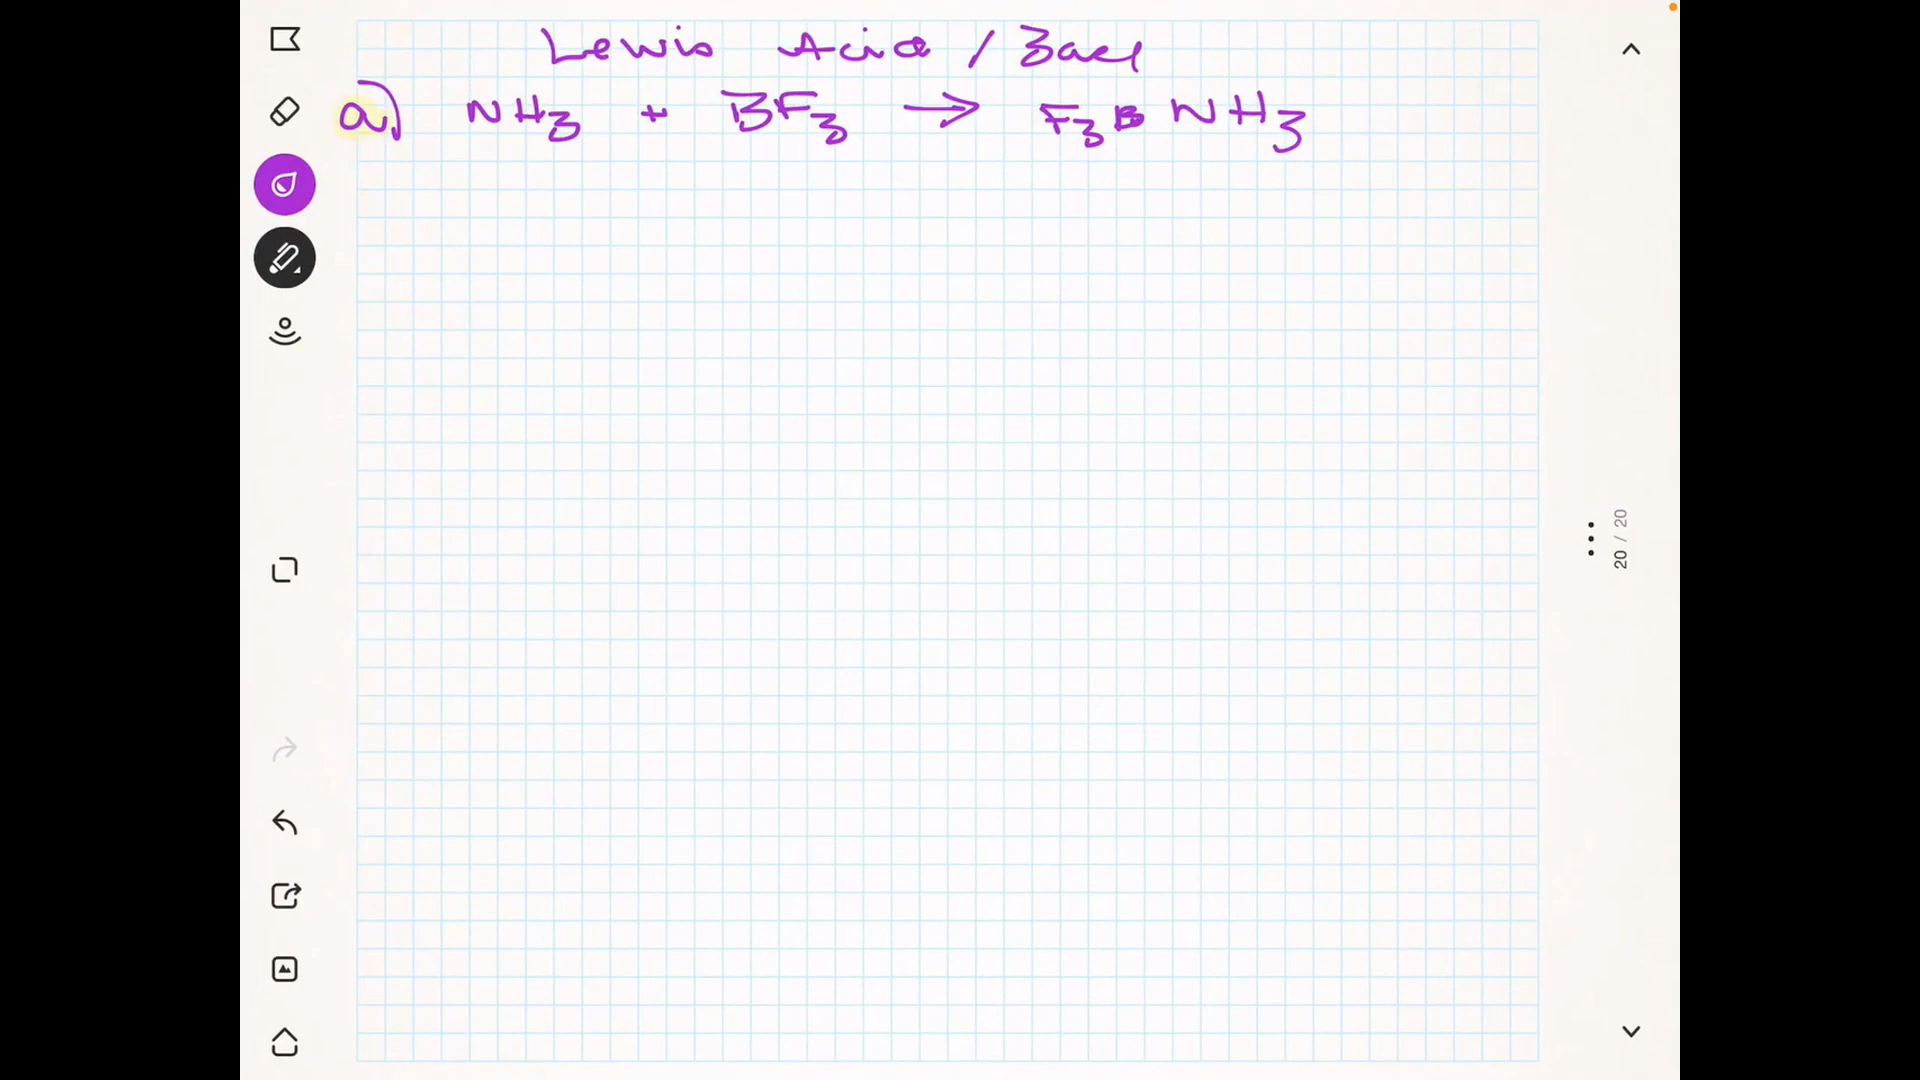 Lewis Acid / Base
a) NH3 + BF3 → F3B NH3
20 / 20